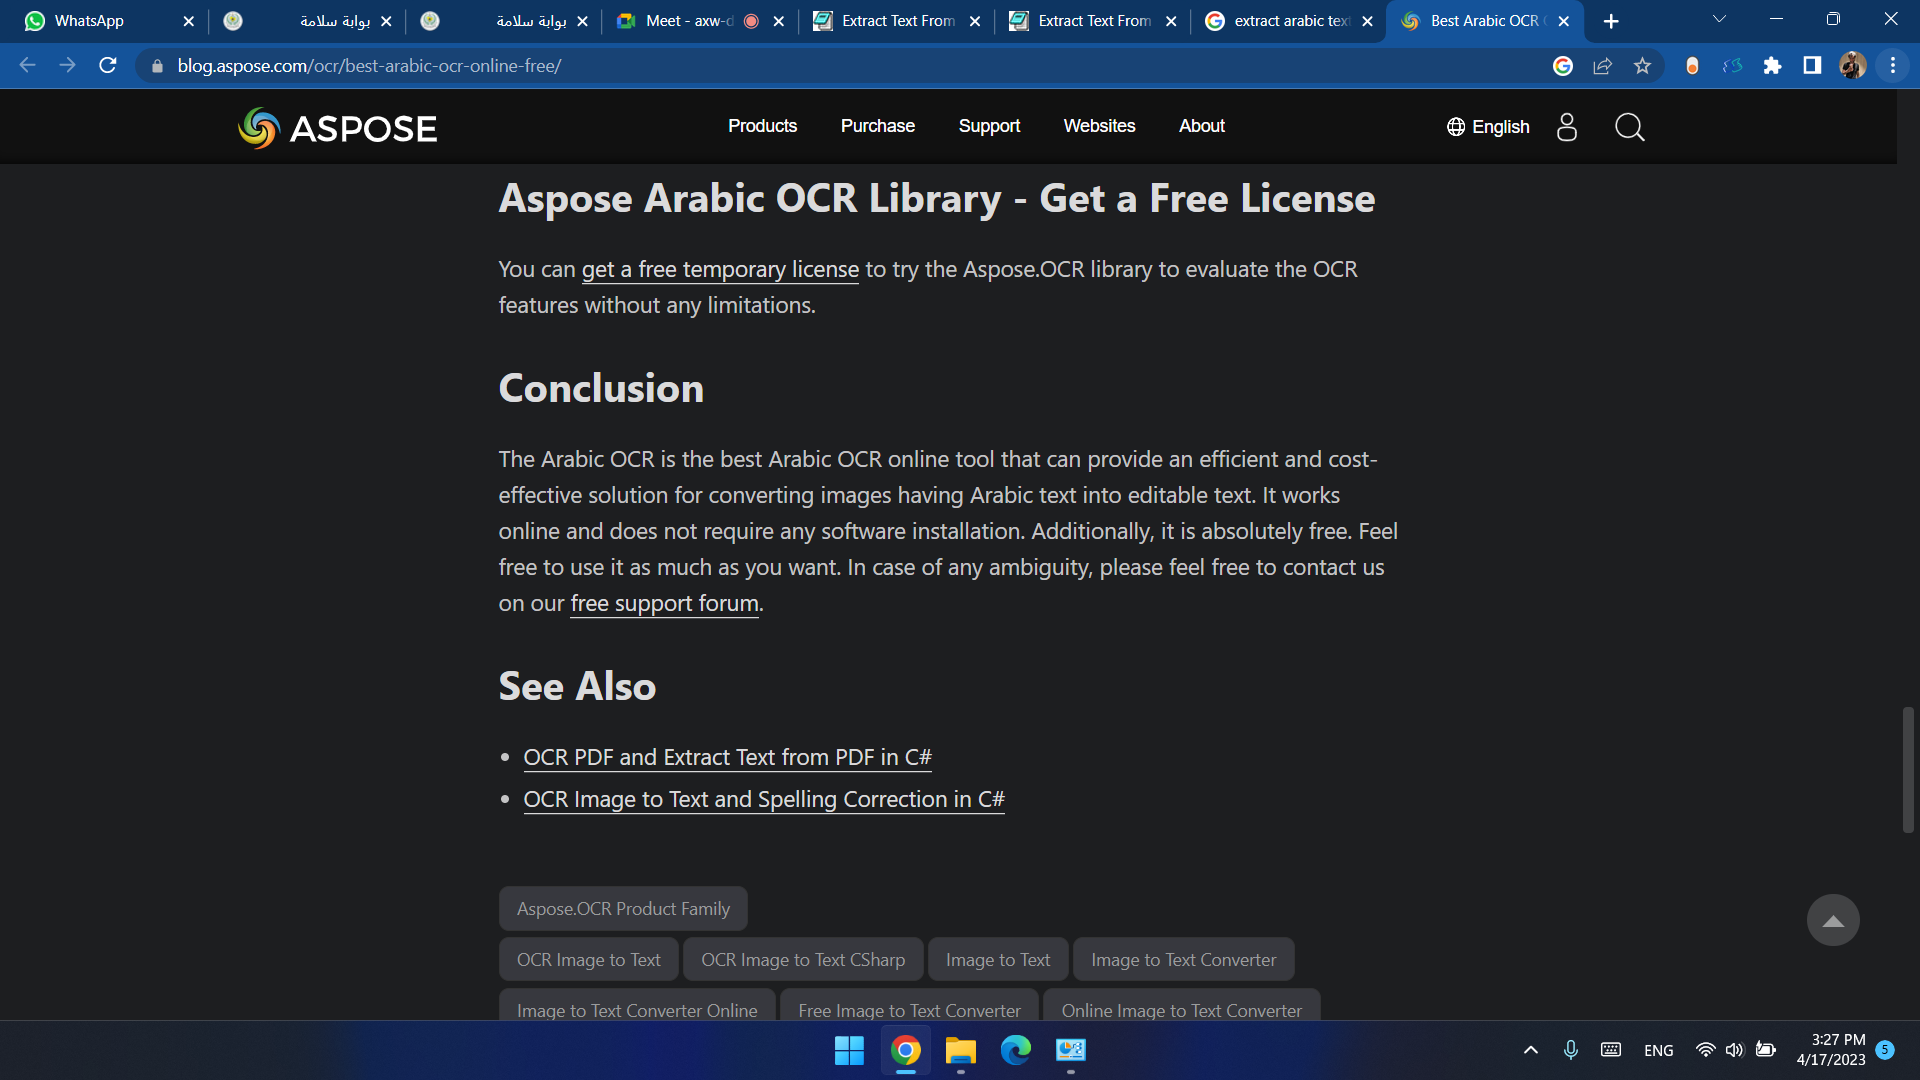 WhatsApp
بوابة سلامة
بوابة سلامة
Meet - axw-d
Extract Text From
Extract Text From
extract arabic text
Best Arabic OCR
blog.aspose.com/ocr/best-arabic-ocr-online-free/
ASPOSE
Products
Purchase
Support
Websites
About
English
Aspose Arabic OCR Library - Get a Free License
You can get a free temporary license to try the Aspose.OCR library to evaluate the OCR
features without any limitations.
Conclusion
The Arabic OCR is the best Arabic OCR online tool that can provide an efficient and cost-
effective solution for converting images having Arabic text into editable text. It works
online and does not require any software installation. Additionally, it is absolutely free. Feel
free to use it as much as you want. In case of any ambiguity, please feel free to contact us
on our free support forum.
See Also
OCR PDF and Extract Text from PDF in C#
OCR Image to Text and Spelling Correction in C#
Aspose.OCR Product Family
OCR Image to Text
OCR Image to Text CSharp
Image to Text
Image to Text Converter
Image to Text Converter Online
Free Image to Text Converter
Online Image to Text Converter
ENG
3:27 PM
4/17/2023
5